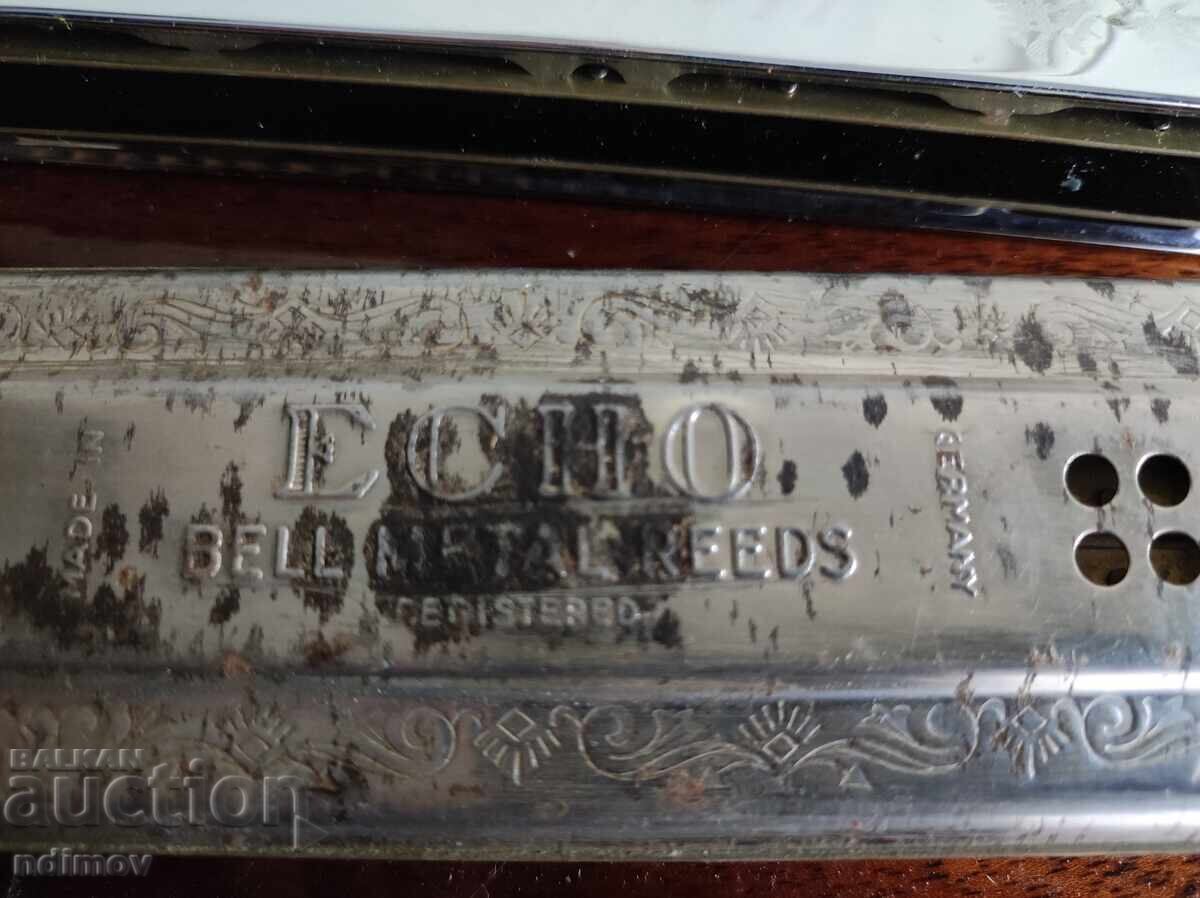 MADE IN
ECHO
BELL METAL REEDS
REGISTERED
GERMANY
BALKAN
auction
ndimov